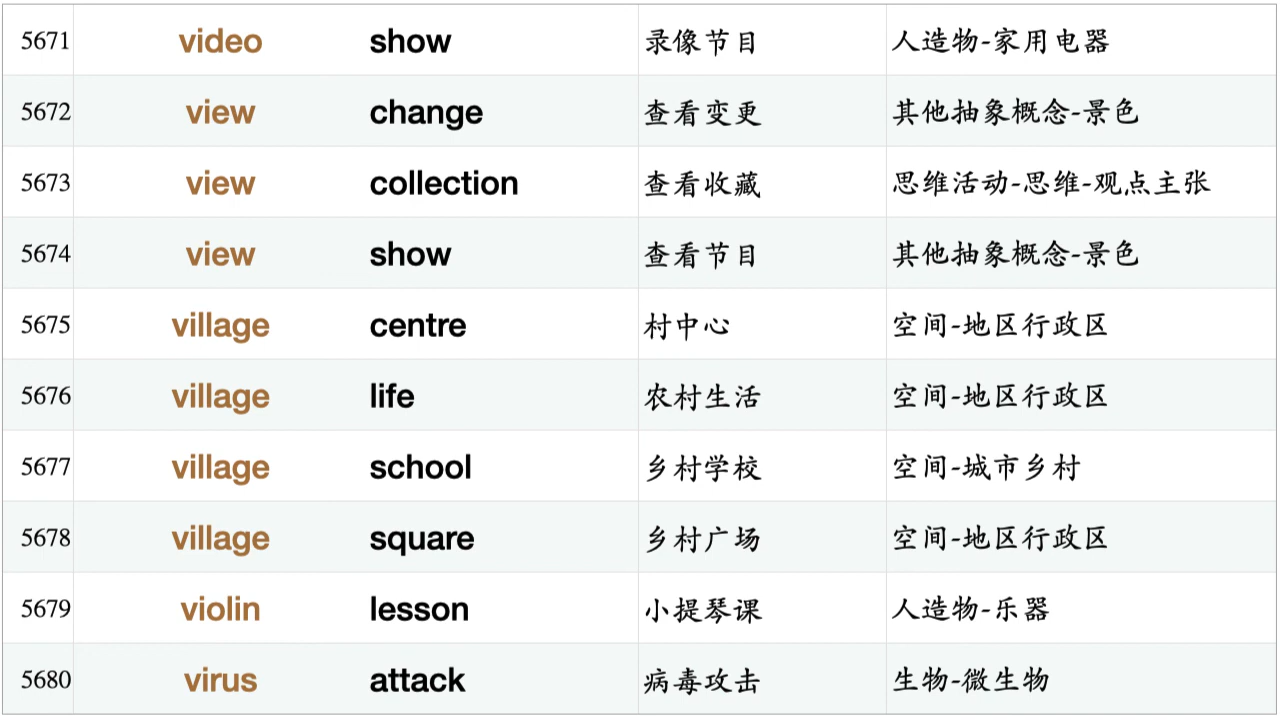 5671 video show 录像节目 人造物-家用电器
5672 view change 查看变更 其他抽象概念-景色
5673 view collection 查看收藏 思维活动-思维-观点主张
5674 view show 查看节目 其他抽象概念-景色
5675 village centre 村中心 空间-地区行政区
5676 village life 农村生活 空间-地区行政区
5677 village school 乡村学校 空间-城市乡村
5678 village square 乡村广场 空间-地区行政区
5679 violin lesson 小提琴课 人造物-乐器
5680 virus attack 病毒攻击 生物-微生物